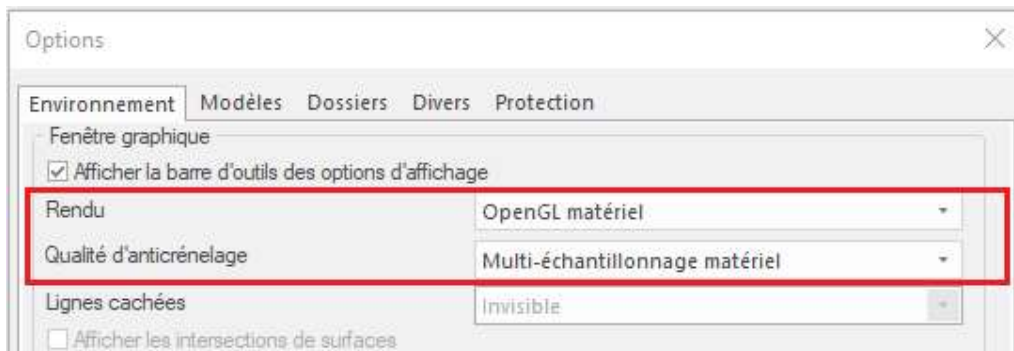 Options
Environnement Modèles Dossiers Divers Protection
Fenêtre graphique
Afficher la barre d'outils des options d'affichage
Rendu OpenGL matériel
Qualité d'anticrénelage Multi-échantillonnage matériel
Lignes cachées Invisible
Afficher les intersections de surfaces